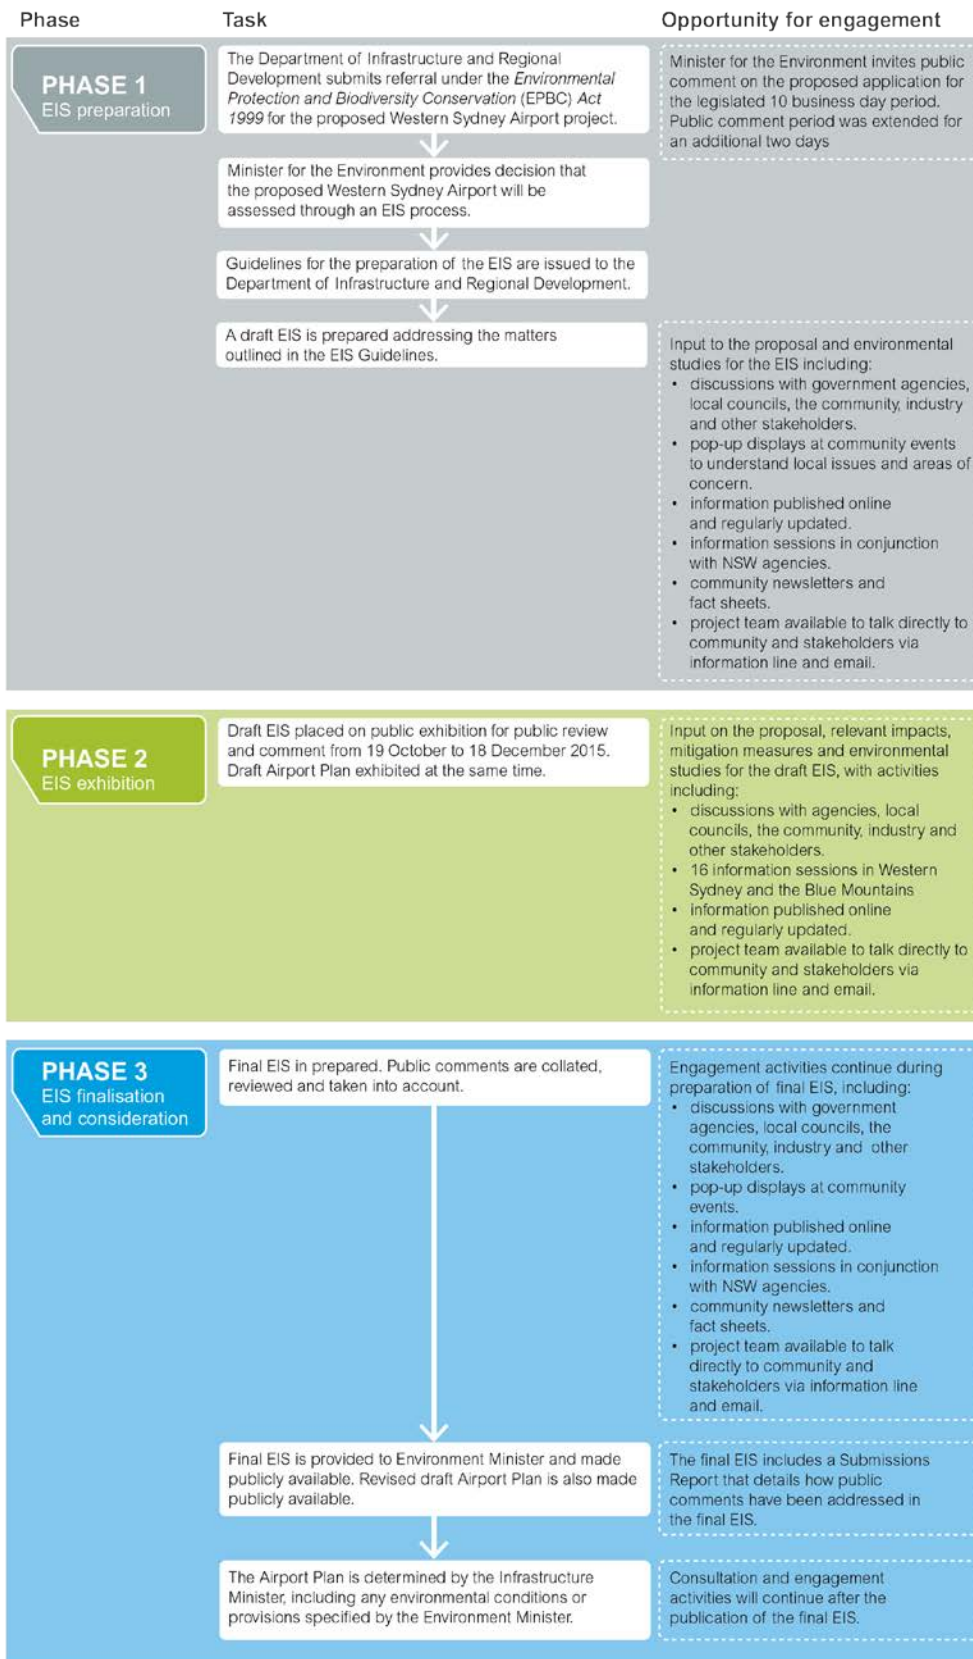 Phase
Task
Opportunity for engagement
PHASE 1
EIS preparation
The Department of Infrastructure and Regional
Development submits referral under the Environmental
Protection and Biodiversity Conservation (EPBC) Act
1999 for the proposed Western Sydney Airport project.
Minister for the Environment invites public
comment on the proposed application for
the legislated 10 business day period.
Public comment period was extended for
an additional two days
Minister for the Environment provides decision that
the proposed Western Sydney Airport will be
assessed through an EIS process.
Guidelines for the preparation of the EIS are issued to the
Department of Infrastructure and Regional Development.
A draft EIS is prepared addressing the matters
outlined in the EIS Guidelines.
Input to the proposal and environmental
studies for the EIS including:
• discussions with government agencies,
local councils, the community, industry
and other stakeholders.
• pop-up displays at community events
to understand local issues and areas of
concern.
• information published online
and regularly updated.
• information sessions in conjunction
with NSW agencies.
• community newsletters and
fact sheets.
• project team available to talk directly to
community and stakeholders via
information line and email.
PHASE 2
EIS exhibition
Draft EIS placed on public exhibition for public review
and comment from 19 October to 18 December 2015.
Draft Airport Plan exhibited at the same time.
Input on the proposal, relevant impacts,
mitigation measures and environmental
studies for the draft EIS, with activities
including:
• discussions with agencies, local
councils, the community, industry and
other stakeholders.
• 16 information sessions in Western
Sydney and the Blue Mountains
• information published online
and regularly updated.
• project team available to talk directly to
community and stakeholders via
information line and email.
PHASE 3
EIS finalisation
and consideration
Final EIS in prepared. Public comments are collated,
reviewed and taken into account.
Engagement activities continue during
preparation of final EIS, including:
• discussions with government
agencies, local councils, the
community, industry and other
stakeholders.
• pop-up displays at community
events.
• information published online
and regularly updated.
• information sessions in conjunction
with NSW agencies.
• community newsletters and
fact sheets.
• project team available to talk
directly to community and
stakeholders via information line
and email.
Final EIS is provided to Environment Minister and made
publicly available. Revised draft Airport Plan is also made
publicly available.
The final EIS includes a Submissions
Report that details how public
comments have been addressed in
the final EIS.
The Airport Plan is determined by the Infrastructure
Minister, including any environmental conditions or
provisions specified by the Environment Minister.
Consultation and engagement
activities will continue after the
publication of the final EIS.